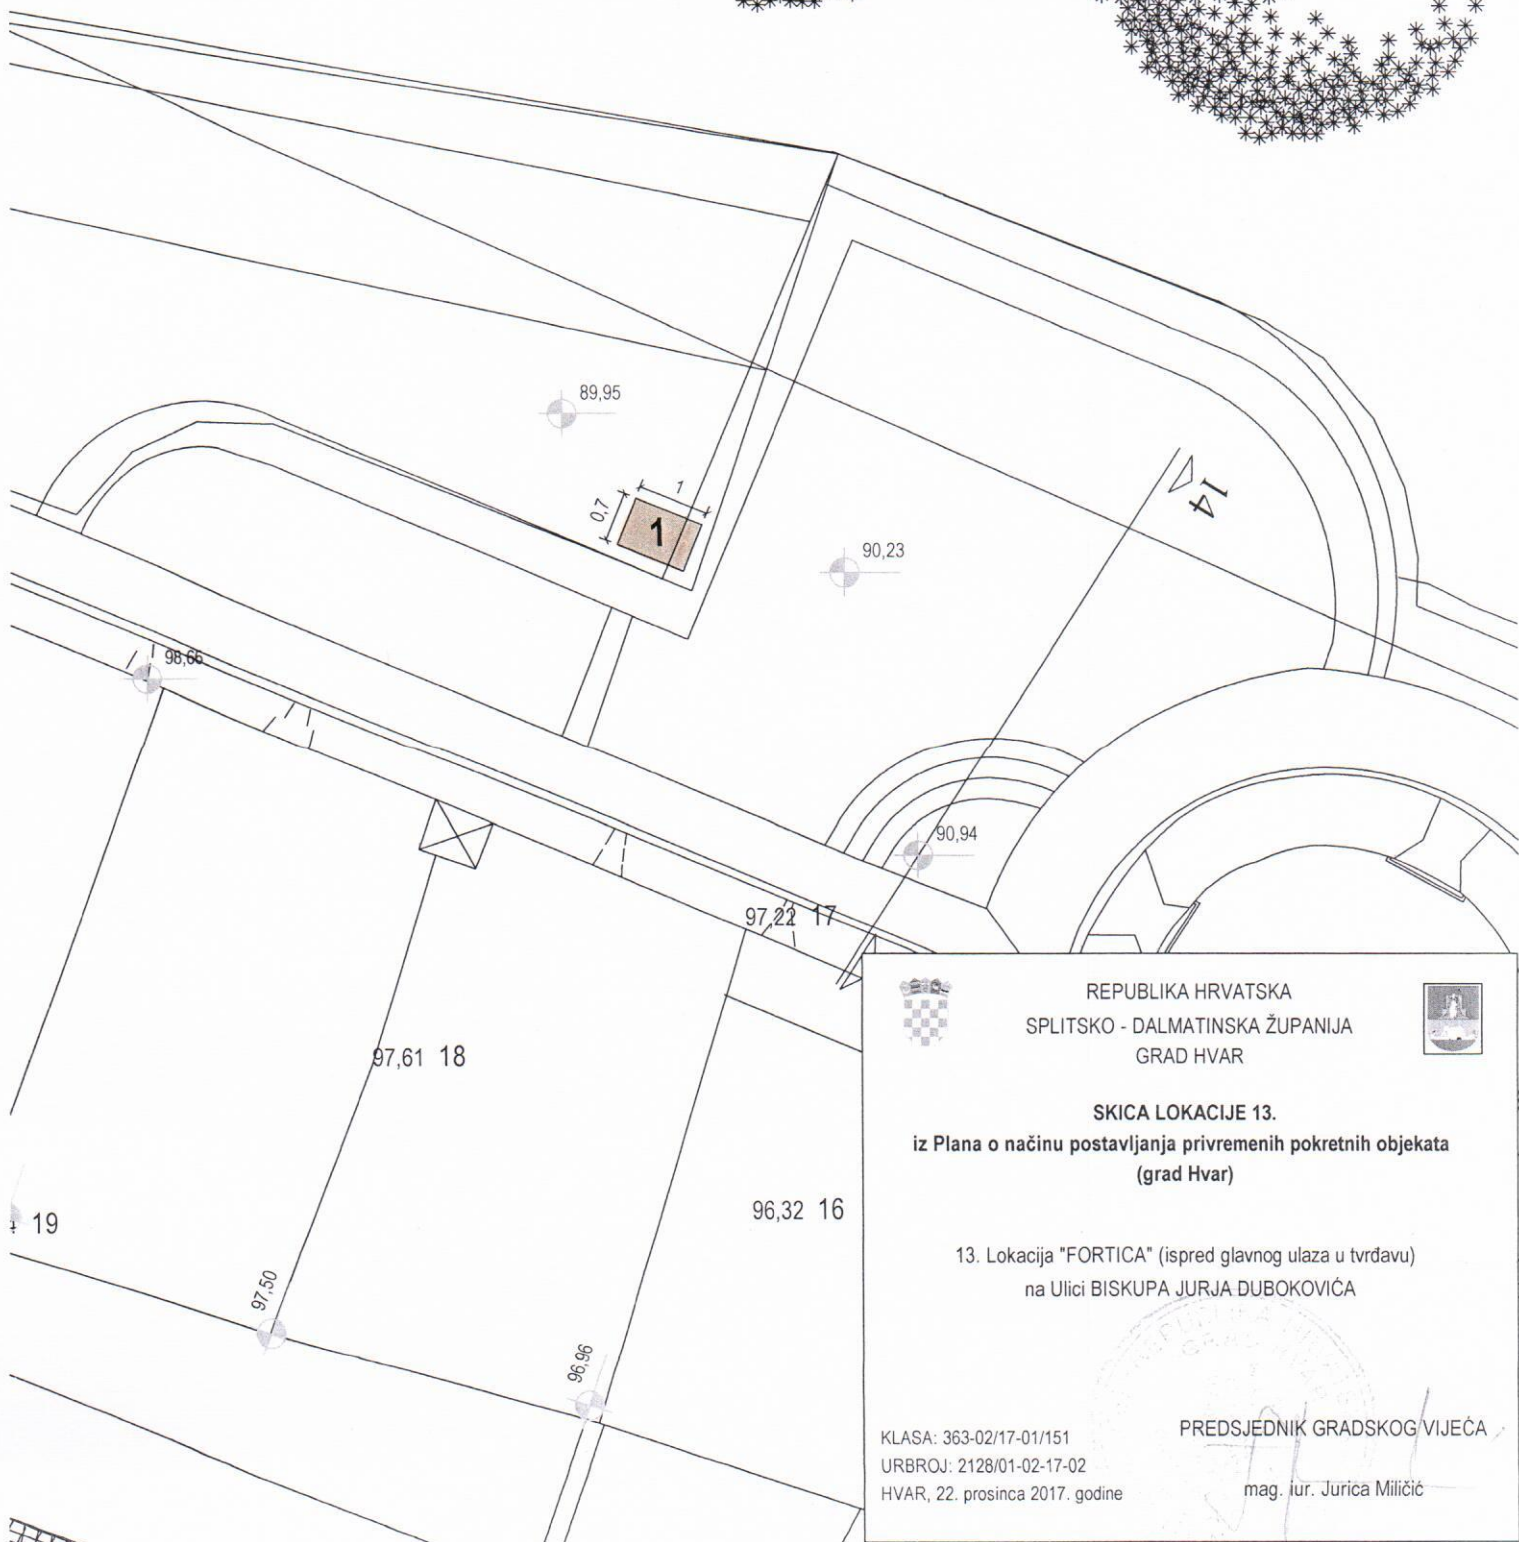 89,95
1
0,7
1
14
90,23
98,66
90,94
97,22 17
97,61 18
96,32 16
19
97,50
96,96
REPUBLIKA HRVATSKA
SPLITSKO - DALMATINSKA ŽUPANIJA
GRAD HVAR
SKICA LOKACIJE 13.
iz Plana o načinu postavljanja privremenih pokretnih objekata
(grad Hvar)
13. Lokacija "FORTICA" (ispred glavnog ulaza u tvrđavu)
na Ulici BISKUPA JURJA DUBOKOVIĆA
KLASA: 363-02/17-01/151
URBROJ: 2128/01-02-17-02
HVAR, 22. prosinca 2017. godine
PREDSJEDNIK GRADSKOG VIJEĆA
mag. iur. Jurica Miličić